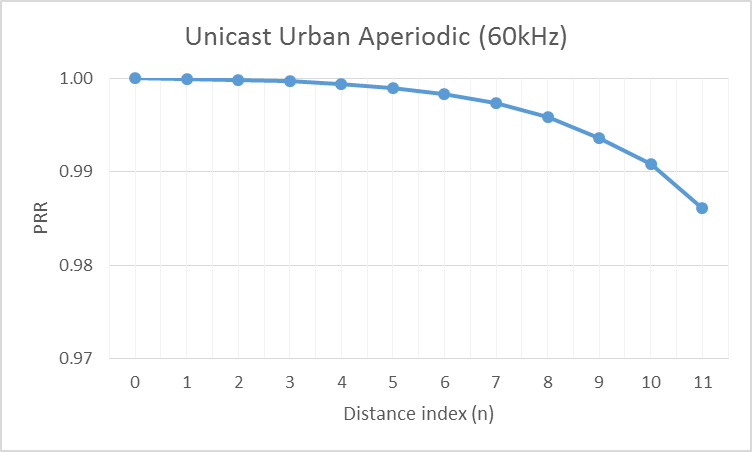 Unicast Urban Aperiodic (60kHz)
1.00
0.99
0.98
0.97
PRR
0 1 2 3 4 5 6 7 8 9 10 11
Distance index (n)